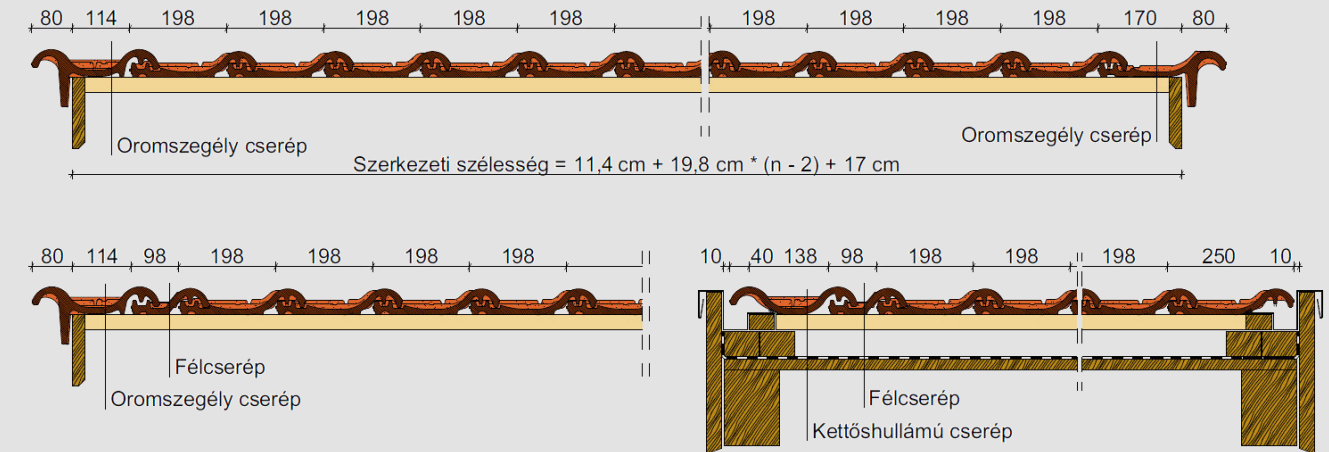 80 114 198 198 198 198 198 198 198 198 198 170 80
Oromszegély cserép
Oromszegély cserép
Szerkezeti szélesség = 11,4 cm + 19,8 cm * (n - 2) + 17 cm
80 114 98 198 198 198 198
Félcserép
Oromszegély cserép
10 40 138 98 198 198 198 250 10
Félcserép
Kettőshullámú cserép